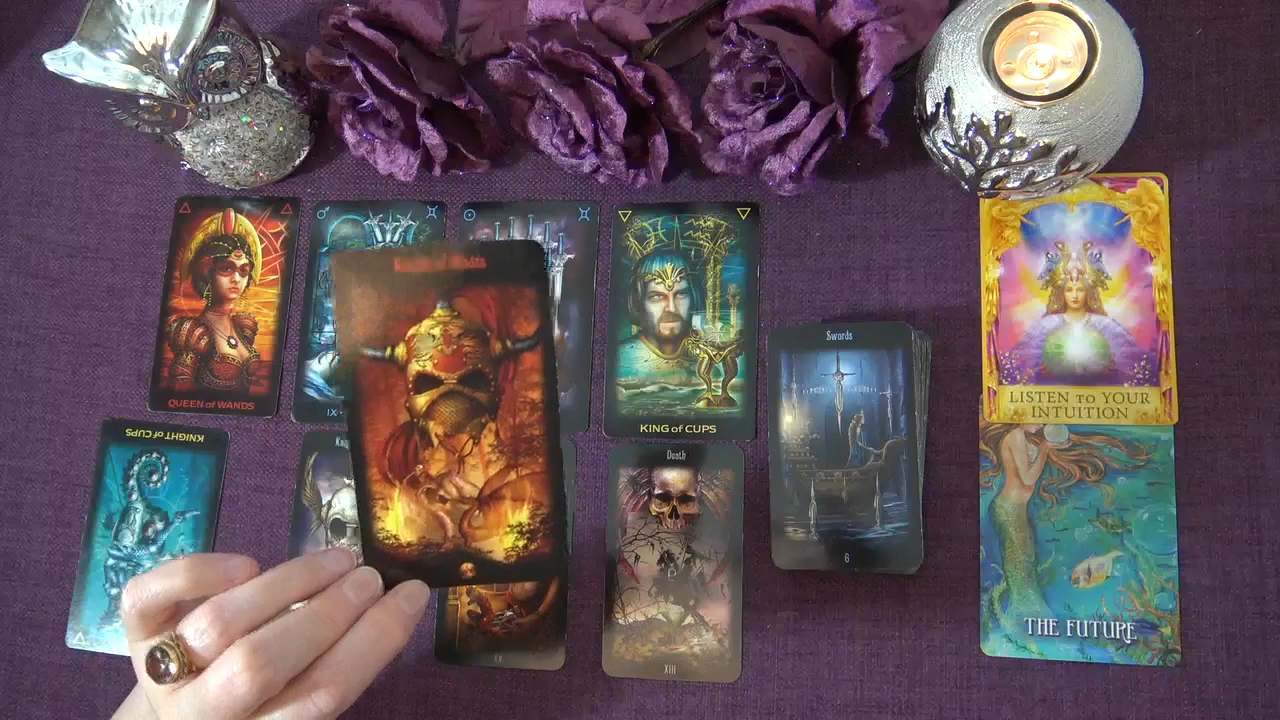 QUEEN of WANDS
IX
KING of CUPS
Swords
6
LISTEN TO YOUR
INTUITION
KNIGHT of CUPS
Death
XIII
THE FUTURE